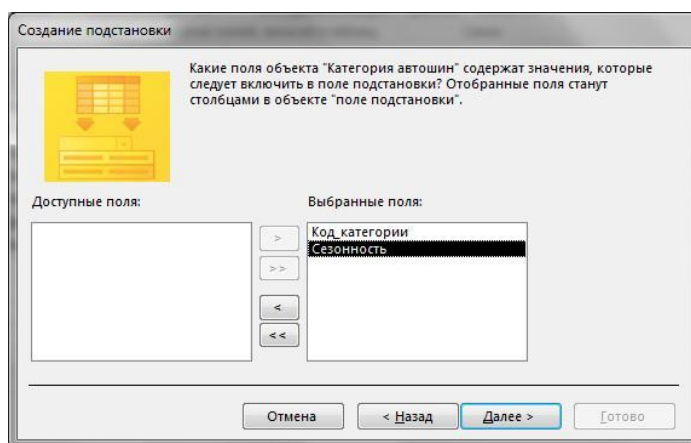 Создание подстановки
Какие поля объекта "Категория автошин" содержат значения, которые
следует включить в поле подстановки? Отобранные поля станут
столбцами в объекте "поле подстановки".
Доступные поля:
Выбранные поля:
Код_категории
Сезонность
>
>>
<
<<
Отмена
< Назад
Далее >
Готово